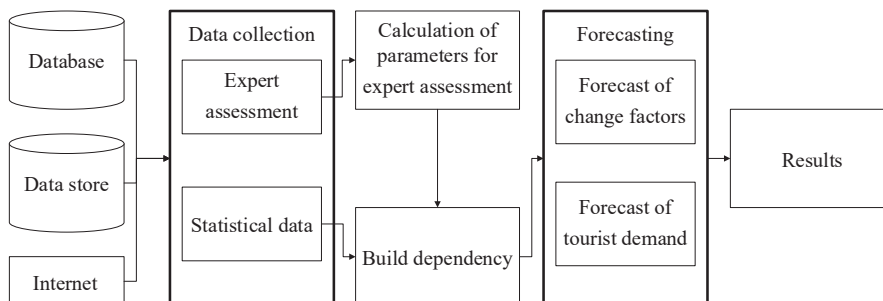 Database
Data store
Internet
Data collection
Expert
assessment
Statistical data
Calculation of
parameters for
expert assessment
Build dependency
Forecasting
Forecast of
change factors
Forecast of
tourist demand
Results